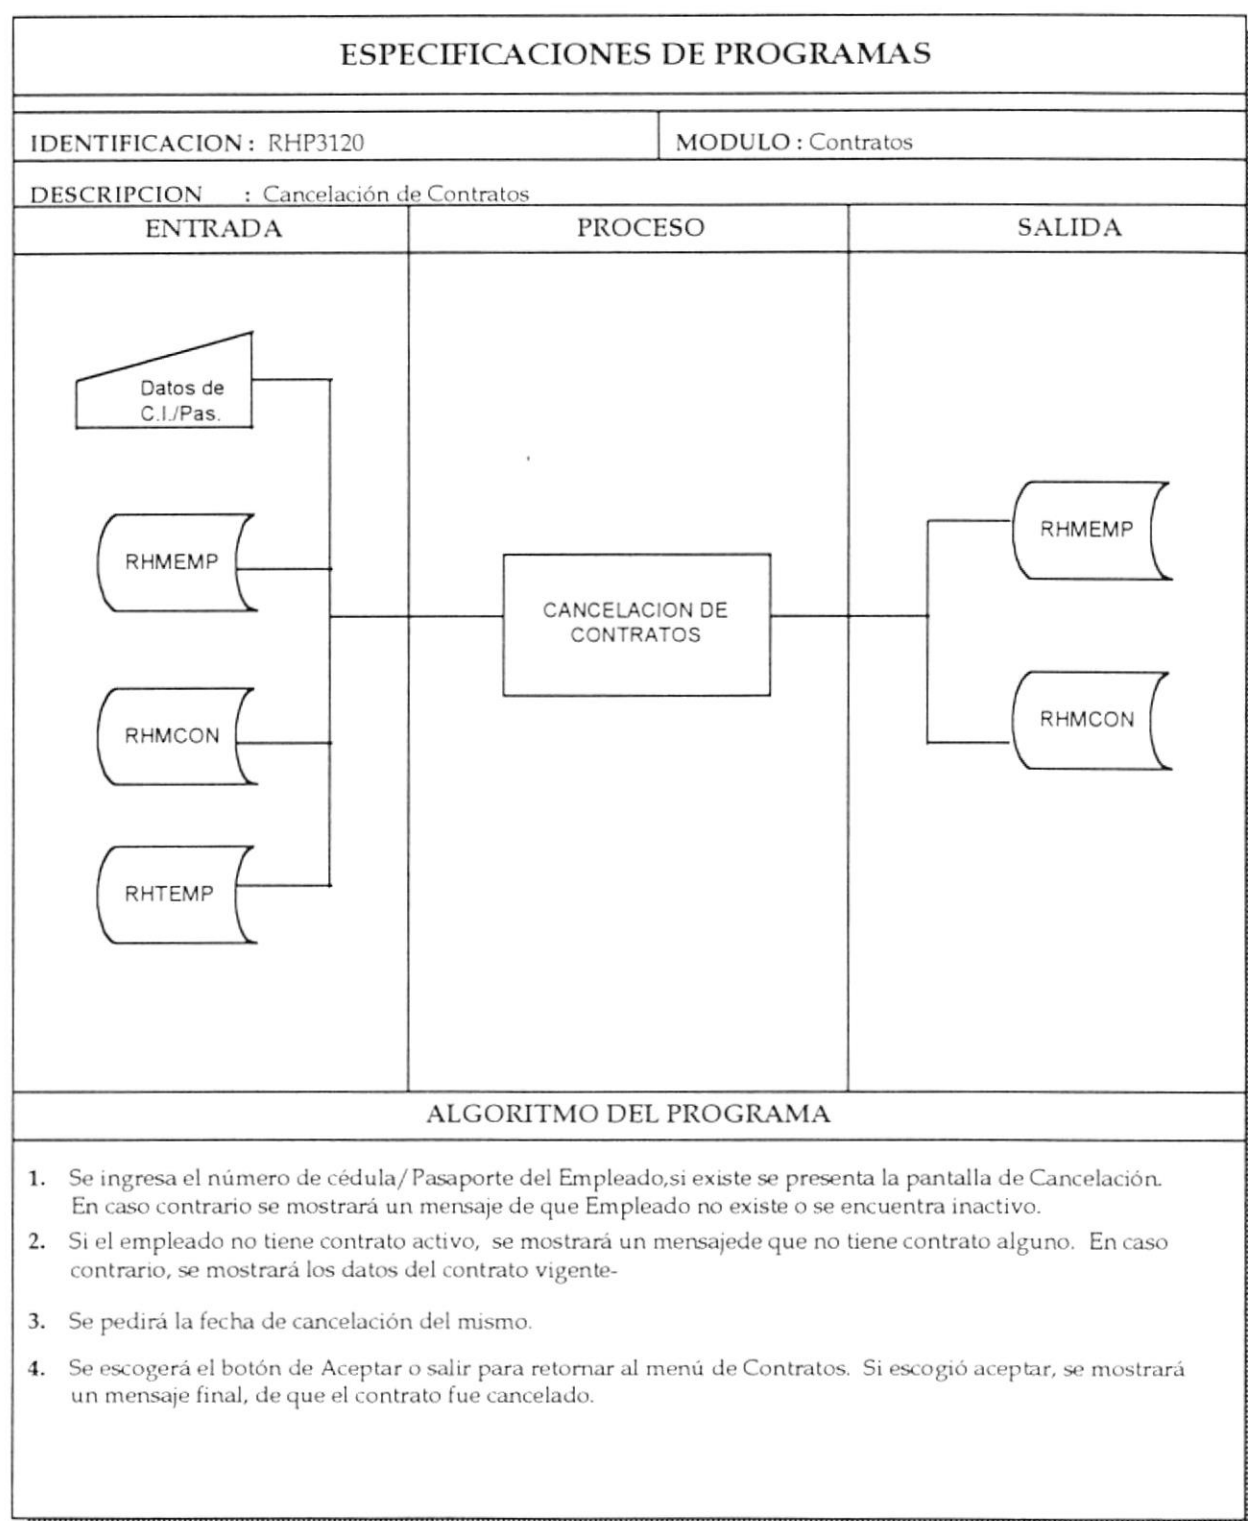 ESPECIFICACIONES DE PROGRAMAS
IDENTIFICACION : RHP3120
MODULO : Contratos
DESCRIPCION : Cancelación de Contratos
ENTRADA
PROCESO
SALIDA
Datos de
C.I./Pas.
RHMEMP
RHMCON
RHTEMP
CANCELACION DE
CONTRATOS
RHMEMP
RHMCON
ALGORITMO DEL PROGRAMA
1. Se ingresa el número de cédula/Pasaporte del Empleado,si existe se presenta la pantalla de Cancelación.
En caso contrario se mostrará un mensaje de que Empleado no existe o se encuentra inactivo.
2. Si el empleado no tiene contrato activo, se mostrará un mensajede que no tiene contrato alguno. En caso
contrario, se mostrará los datos del contrato vigente-
3. Se pedirá la fecha de cancelación del mismo.
4. Se escogerá el botón de Aceptar o salir para retornar al menú de Contratos. Si escogió aceptar, se mostrará
un mensaje final, de que el contrato fue cancelado.